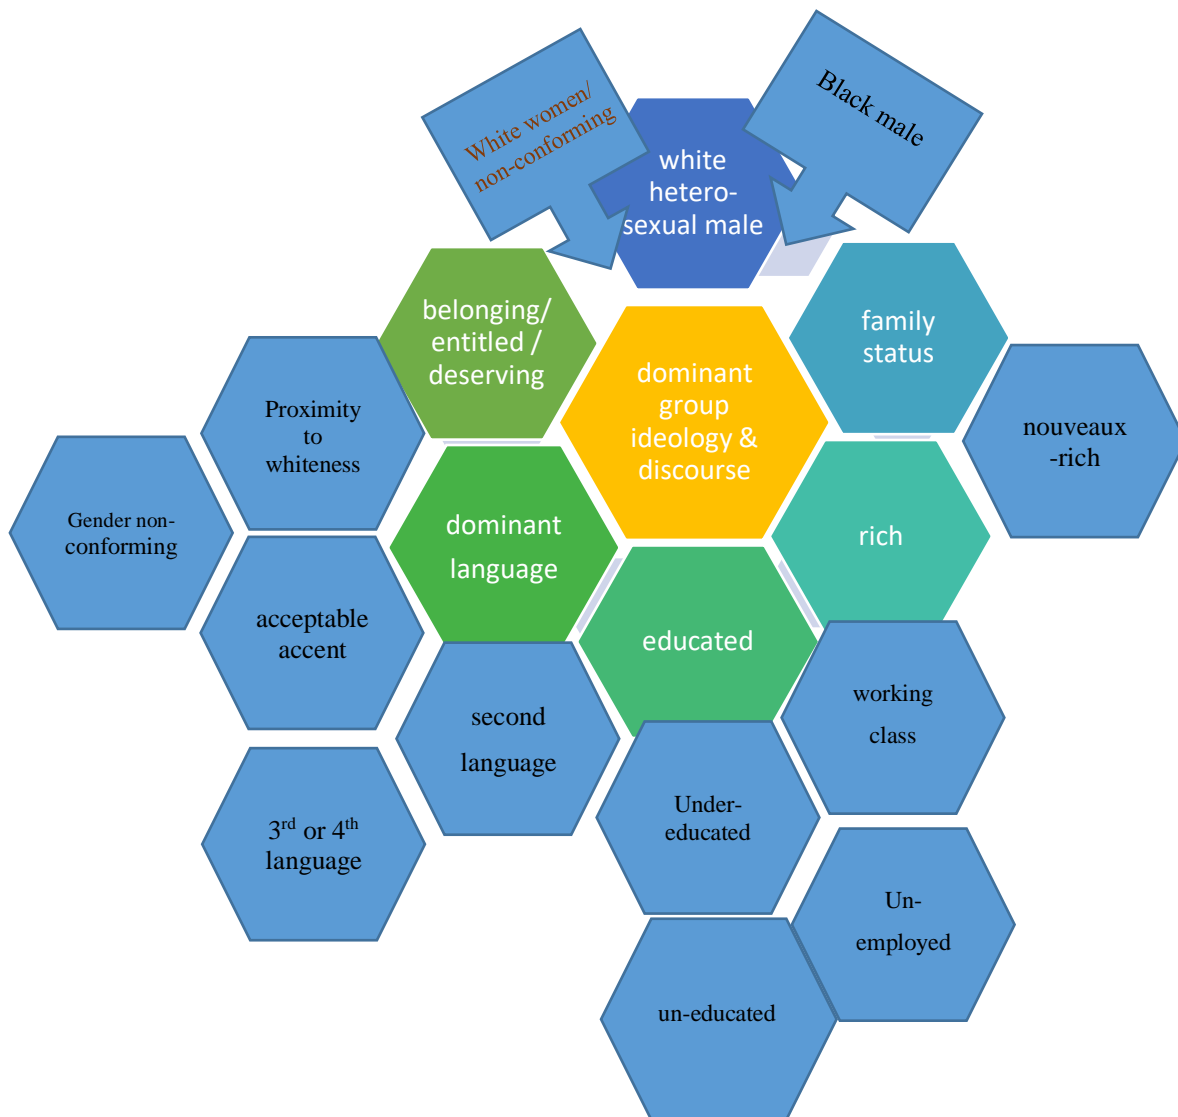 White women/
non-conforming
Black male
white
hetero-
sexual male
belonging/
entitled /
deserving
family
status
dominant
group
ideology &
discourse
Proximity
to
whiteness
nouveaux
-rich
Gender non-
conforming
dominant
language
rich
acceptable
accent
educated
second
language
working
class
Under-
educated
3rd or 4th
language
Un-
employed
un-educated